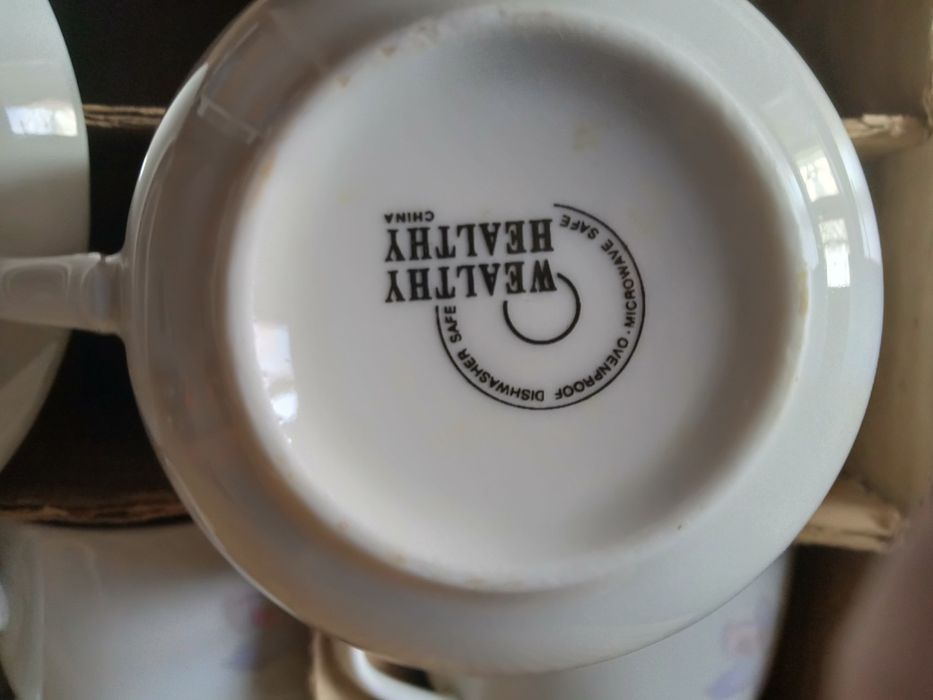 DISHWASHER SAFE
OVENPROOF · MICROWAVE SAFE
WEALTHY
HEALTHY
CHINA